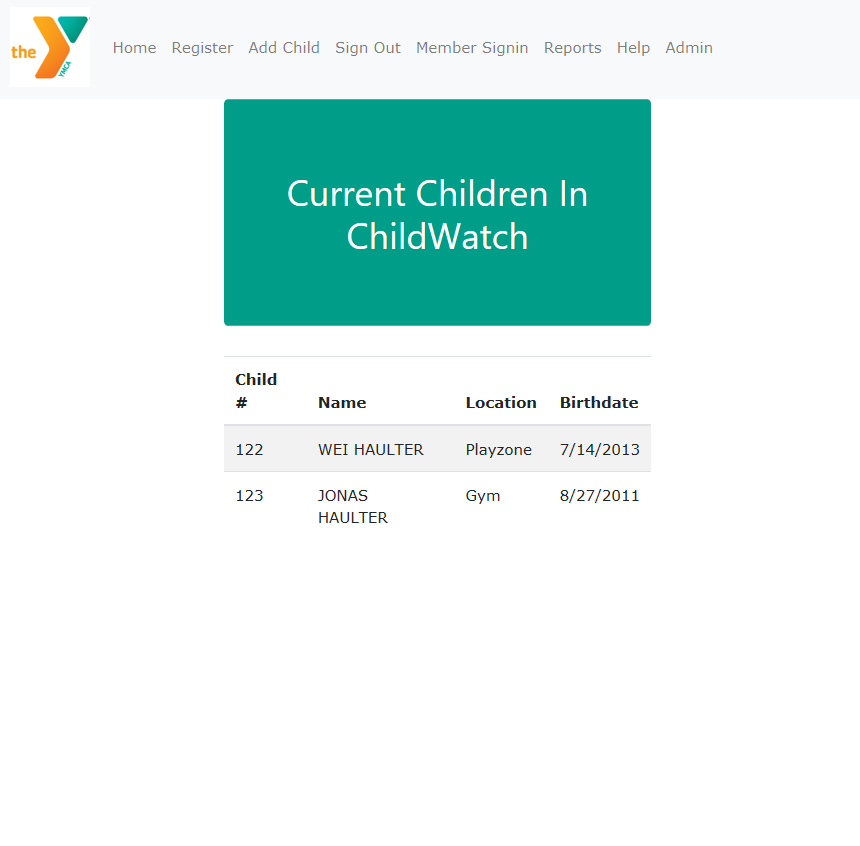 the
YMCA
Home Register Add Child Sign Out Member Signin Reports Help Admin
Current Children In
ChildWatch
Child
# Name Location Birthdate
122 WEI HAULTER Playzone 7/14/2013
123 JONAS Gym 8/27/2011
HAULTER